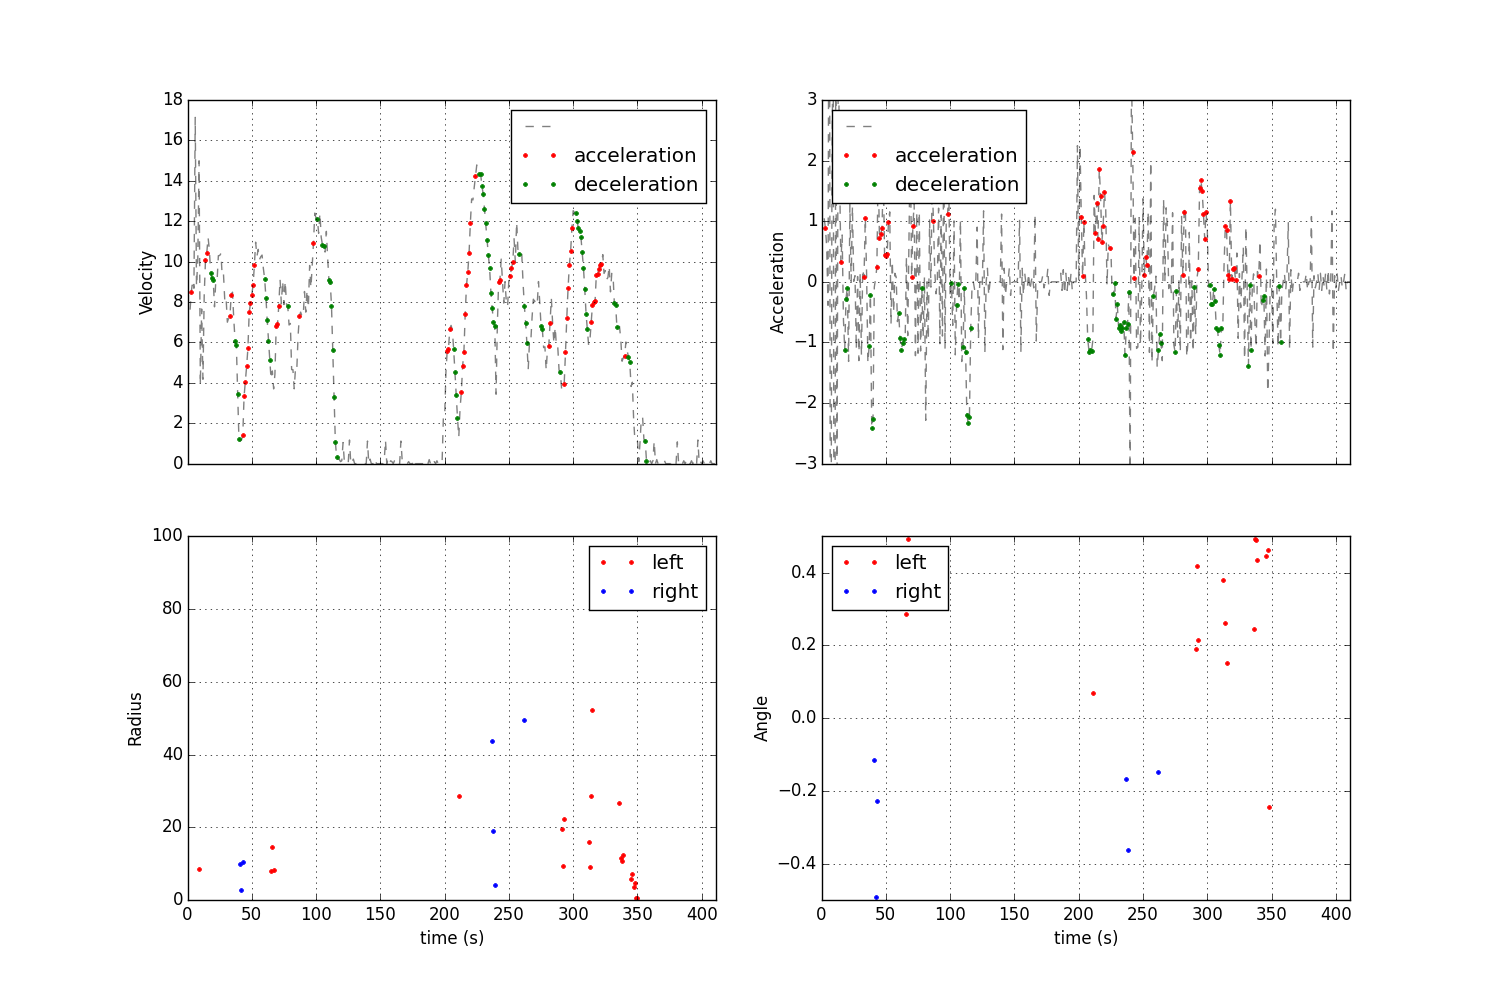 18
16
14
12
10
8
6
4
2
0
Velocity
acceleration
deceleration
3
2
1
0
−1
−2
−3
Acceleration
acceleration
deceleration
100
80
60
40
20
0
Radius
left
right
0 50 100 150 200 250 300 350 400
time (s)
0.4
0.2
0.0
−0.2
−0.4
Angle
left
right
0 50 100 150 200 250 300 350 400
time (s)